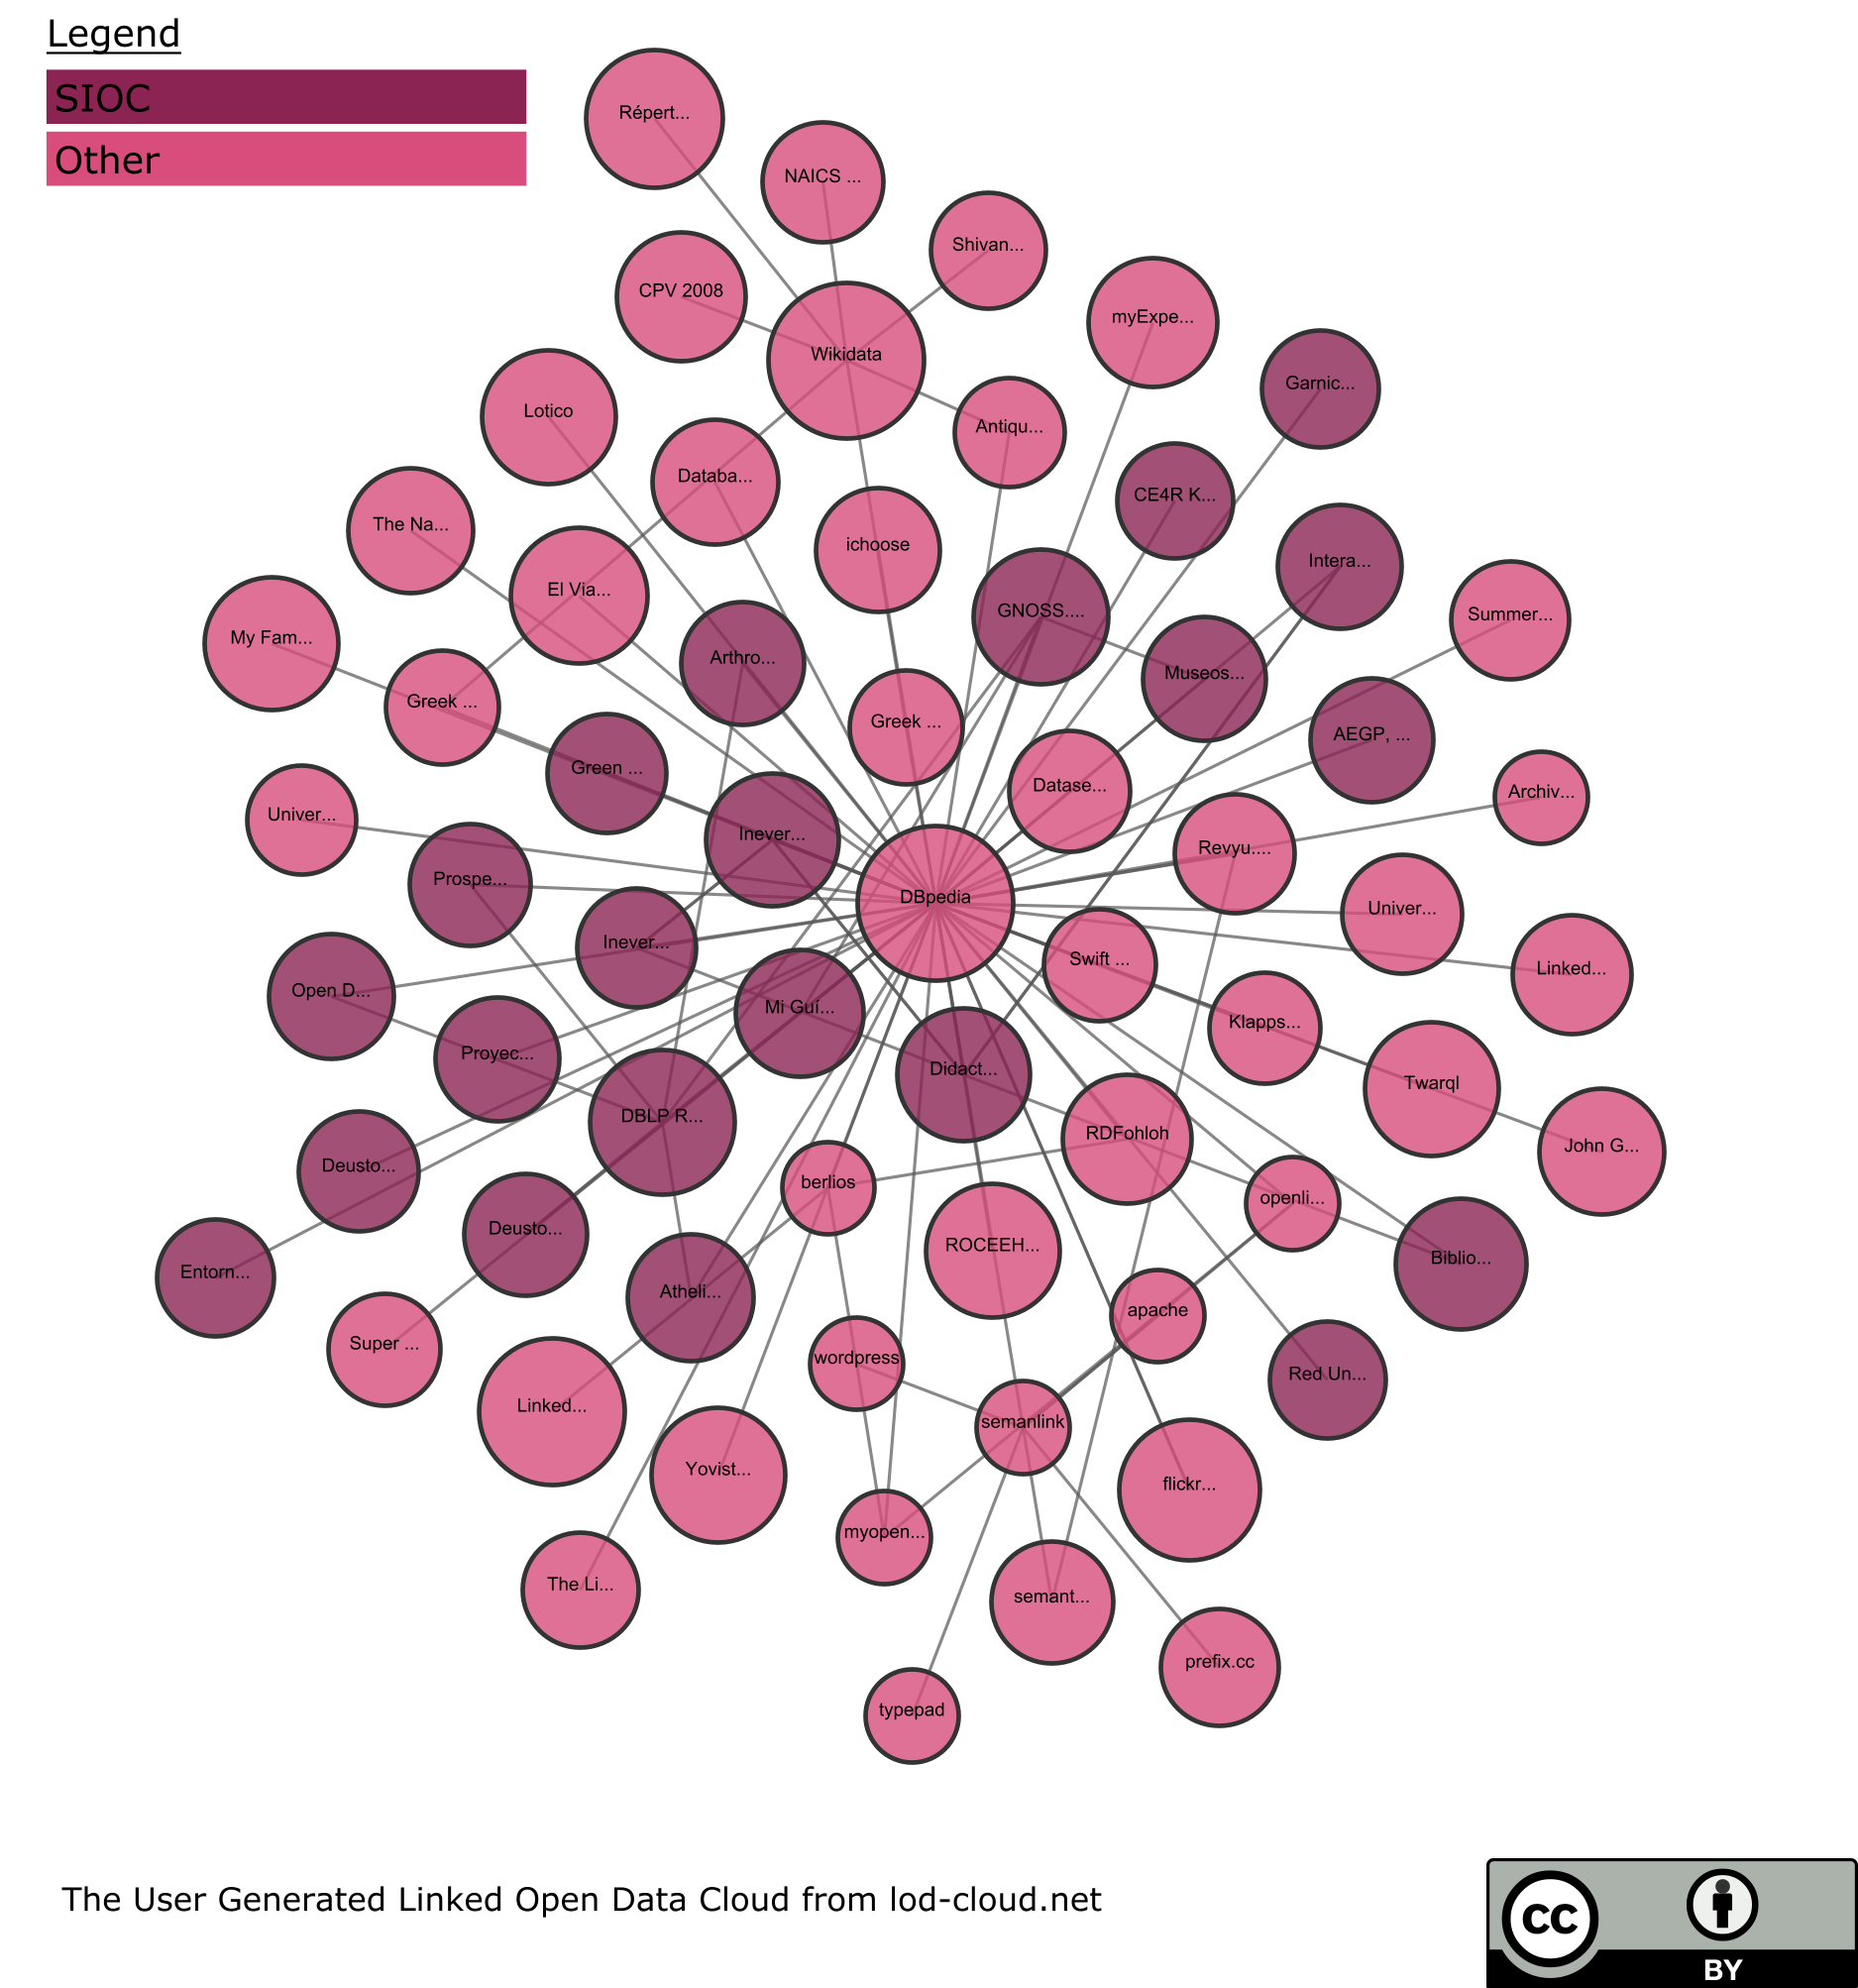 Legend
SIOC
Other
Répert...
NAICS ...
Shivan...
CPV 2008
myExpe...
Wikidata
Garnic...
Lotico
Antiqu...
Databa...
CE4R K...
The Na...
ichoose
Intera...
El Via...
GNOSS....
Summer...
My Fam...
Arthro...
Museos...
Greek ...
Greek ...
AEGP, ...
Green ...
Datase...
Archiv...
Univer...
Inever...
Revyu....
Prospe...
DBpedia
Univer...
Inever...
Swift ...
Linked...
Open D...
Mi Guí...
Klapps...
Proyec...
Didact...
Twarql
DBLP R...
RDFohloh
John G...
Deusto...
berlios
openli...
Deusto...
ROCEEH...
Biblio...
Entorn...
Atheli...
apache
Super ...
wordpress
Red Un...
Linked...
semanlink
Yovist...
flickr...
myopen...
The Li...
semant...
prefix.cc
typepad
The User Generated Linked Open Data Cloud from lod-cloud.net
cc
BY